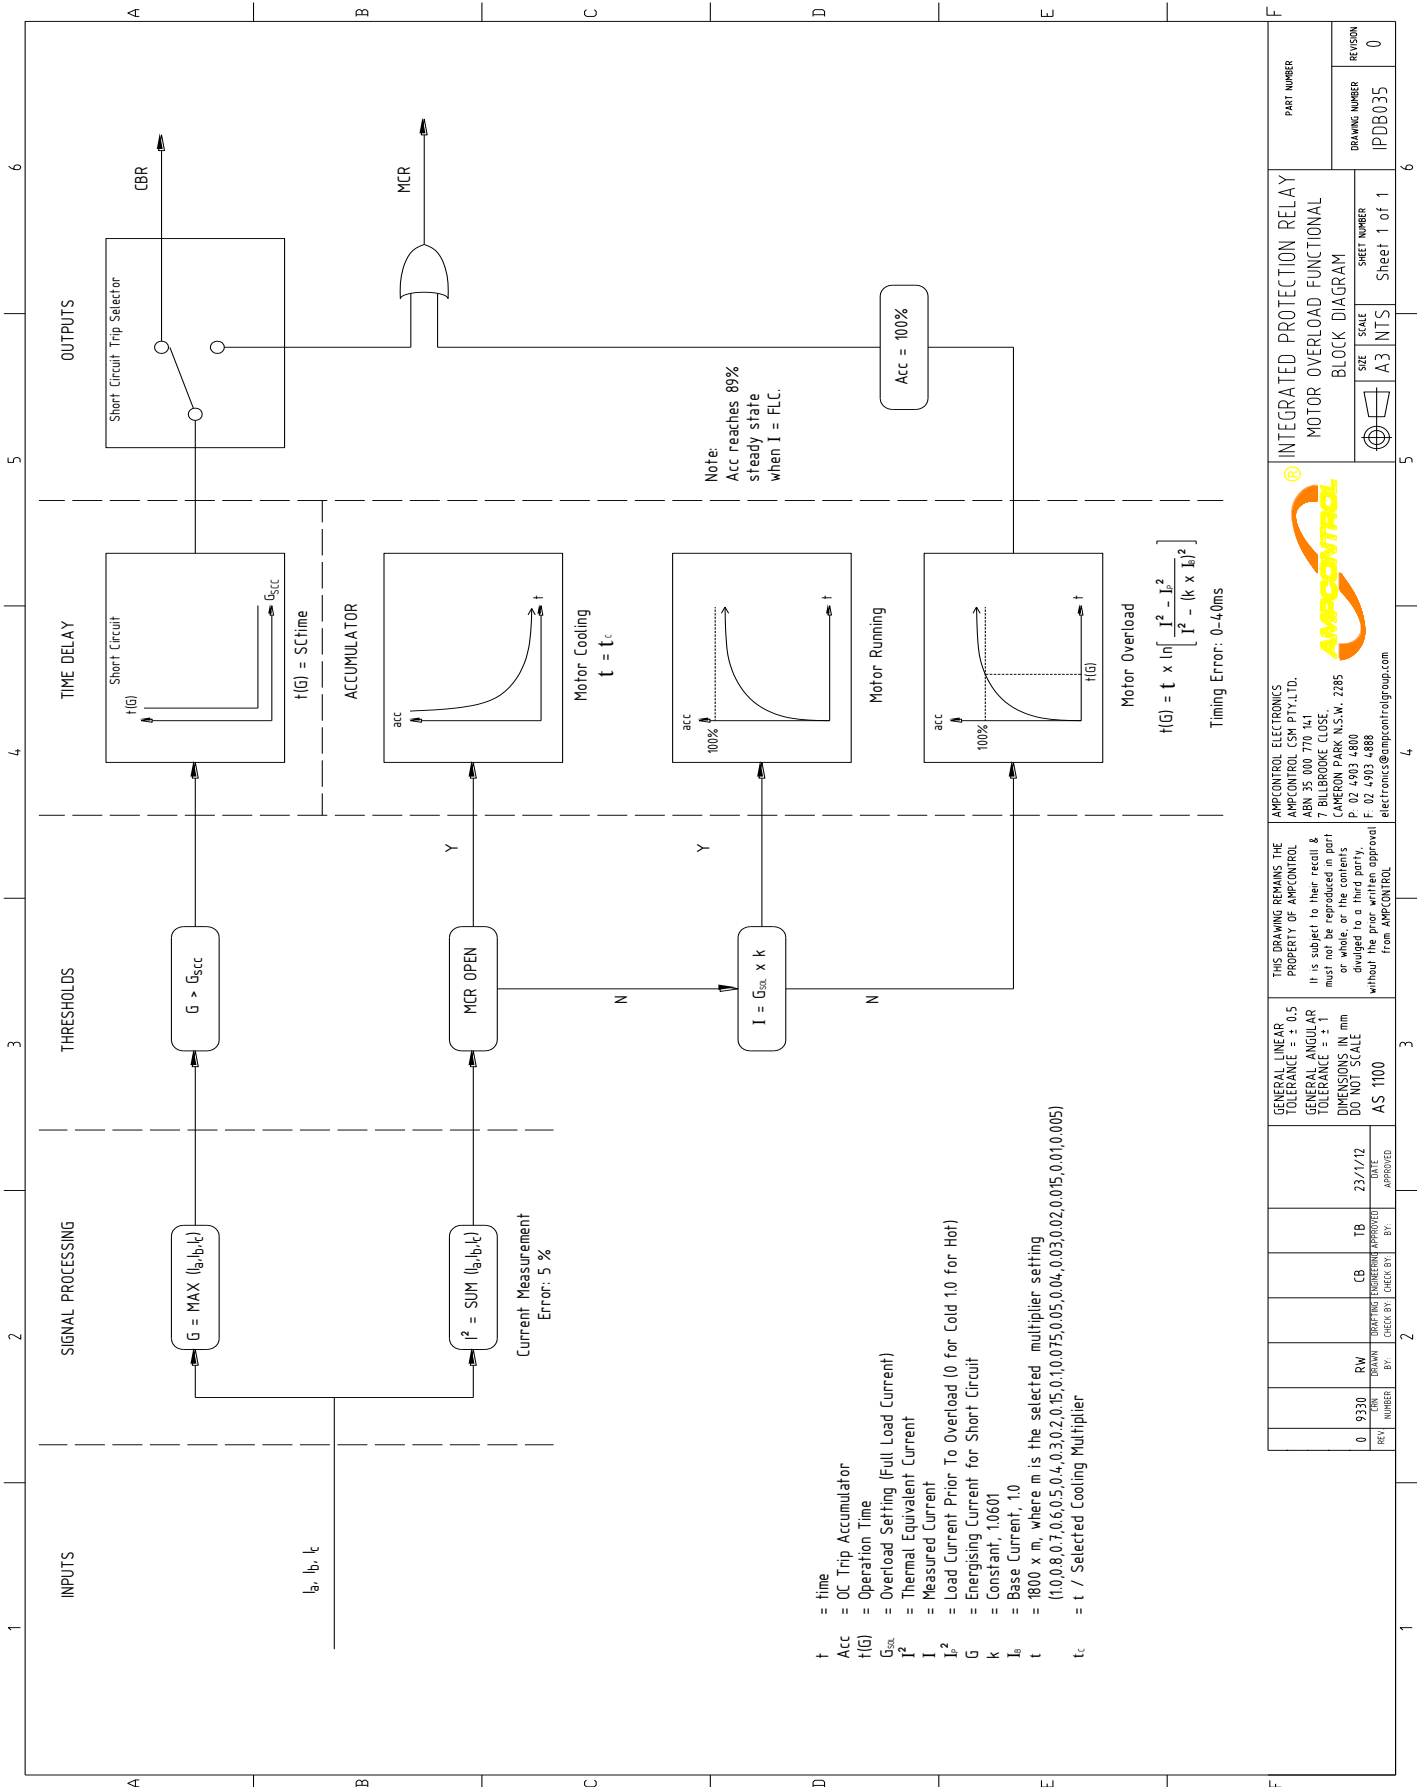 INPUTS
SIGNAL PROCESSING
THRESHOLDS
TIME DELAY
OUTPUTS
Ia, Ib, Ic
G = MAX (Ia,Ib,Ic)
G > GSCC
Short Circuit
t(G)
GSCC
t(G) = SCtime
Short Circuit Trip Selector
CBR
I² = SUM (Ia,Ib,Ic)
Current Measurement
Error: 5 %
MCR OPEN
Y
N
ACCUMULATOR
acc
t
Motor Cooling
t = tc
MCR
I = GSOL x k
Y
N
acc
100%
t
Motor Running
Note:
Acc reaches 89%
steady state
when I = FLC.
Acc = 100%
acc
100%
t
t(G)
Motor Overload
t(G) = t x ln[ I² - IP² / I² - (k x IB)² ]
Timing Error: 0-40ms
t = time
Acc = OC Trip Accumulator
t(G) = Operation Time
GSOL = Overload Setting (Full Load Current)
I² = Thermal Equivalent Current
I = Measured Current
IP² = Load Current Prior To Overload (0 for Cold 1.0 for Hot)
G = Energising Current for Short Circuit
k = Constant, 1.0601
IB = Base Current, 1.0
t = 1800 x m, where m is the selected multiplier setting
(1.0,0.8,0.7,0.6,0.5,0.4,0.3,0.2,0.15,0.1,0.075,0.05,0.04,0.03,0.02,0.015,0.01,0.005)
tc = t / Selected Cooling Multiplier
0 9330 RW CB TB 23/1/12
REV.
CRN NUMBER
DRAWN BY:
DRAFTING CHECK BY:
ENGINEERING CHECK BY:
APPROVED BY:
DATE APPROVED
GENERAL LINEAR
TOLERANCE = ± 0.5
GENERAL ANGULAR
TOLERANCE = ± 1
DIMENSIONS IN mm
DO NOT SCALE
AS 1100
THIS DRAWING REMAINS THE
PROPERTY OF AMPCONTROL
It is subject to their recall &
must not be reproduced in part
or whole, or the contents
divulged to a third party,
without the prior written approval
from AMPCONTROL
AMPCONTROL ELECTRONICS
AMPCONTROL CSM PTY.LTD.
ABN 35 000 770 141
7 BILLBROOKE CLOSE,
CAMERON PARK N.S.W. 2285
P: 02 4903 4800
F: 02 4903 4888
electronics@ampcontrolgroup.com
AMPCONTROL ®
INTEGRATED PROTECTION RELAY
MOTOR OVERLOAD FUNCTIONAL
BLOCK DIAGRAM
SIZE
A3
SCALE
NTS
SHEET NUMBER
Sheet 1 of 1
PART NUMBER
DRAWING NUMBER
IPDB035
REVISION
0
1 2 3 4 5 6
1 2 3 4 5 6
A B C D E F
A B C D E F